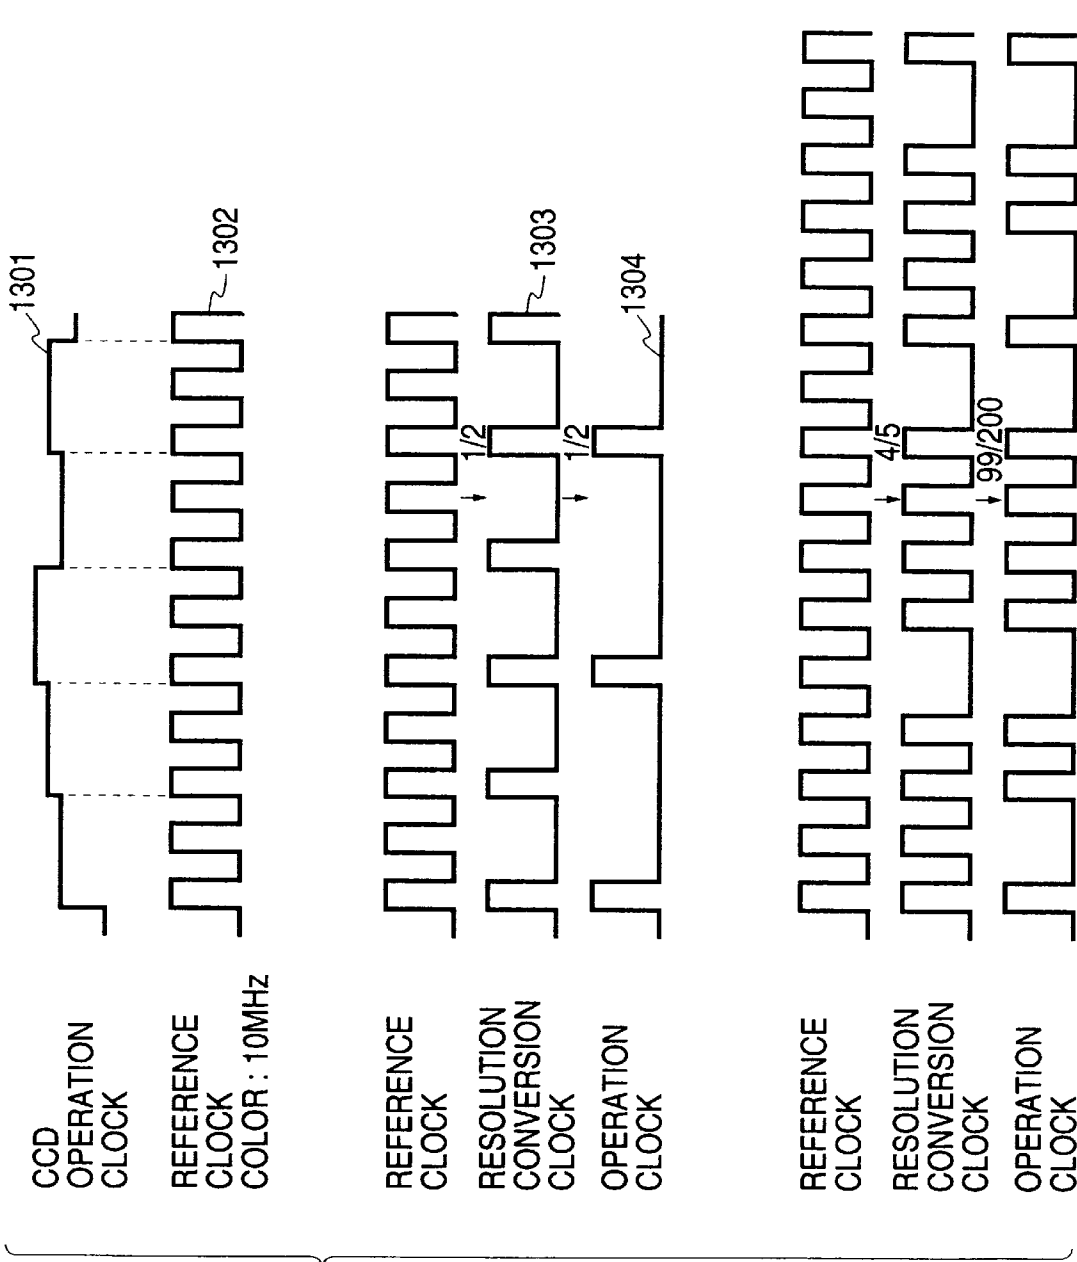 CCD
OPERATION
CLOCK
1301
REFERENCE
CLOCK
COLOR : 10MHz
1302
REFERENCE
CLOCK
1/2
RESOLUTION
CONVERSION
CLOCK
1303
1/2
OPERATION
CLOCK
1304
REFERENCE
CLOCK
4/5
RESOLUTION
CONVERSION
CLOCK
99/200
OPERATION
CLOCK